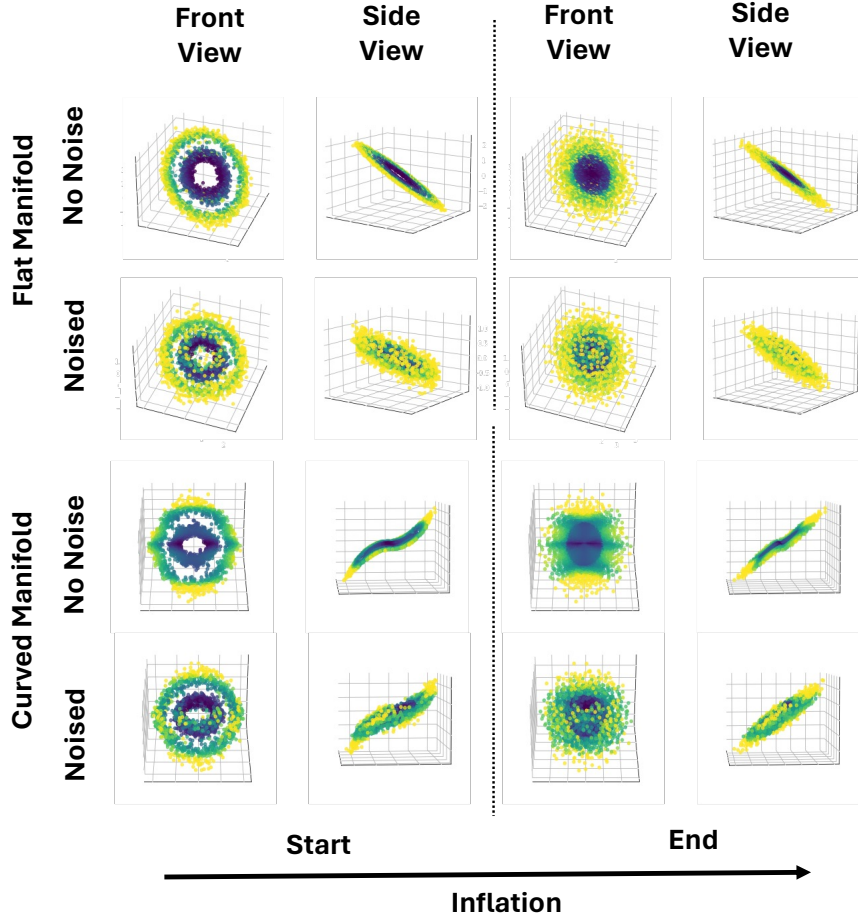 Front View
Side View
Front View
Side View
Flat Manifold
No Noise
Noised
Curved Manifold
No Noise
Noised
Start
End
Inflation